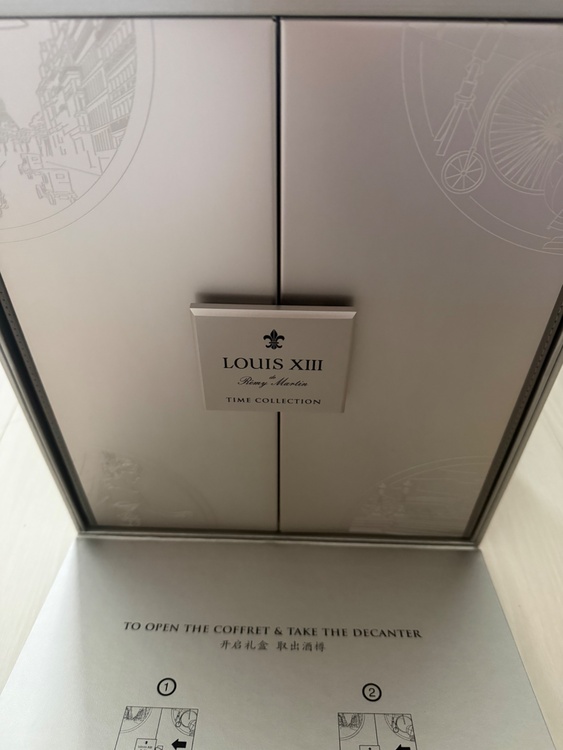 LOUIS XIII
de
Rémy Martin
TIME COLLECTION
TO OPEN THE COFFRET & TAKE THE DECANTER
开启礼盒 取出酒樽
1
2